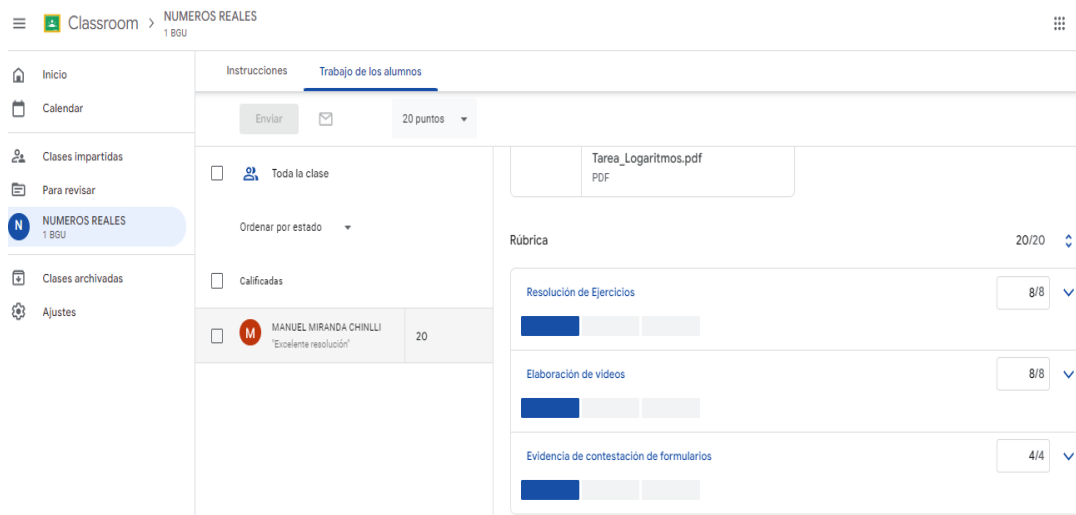 Classroom > NUMEROS REALES
1 BGU
Inicio
Calendar
Clases impartidas
Para revisar
N NUMEROS REALES
1 BGU
Clases archivadas
Ajustes
Instrucciones Trabajo de los alumnos
Enviar 20 puntos
Toda la clase
Ordenar por estado
Calificadas
M MANUEL MIRANDA CHINLLI 20
"Excelente resolución"
Tarea_Logaritmos.pdf
PDF
Rúbrica 20/20
Resolución de Ejercicios 8/8
Elaboración de videos 8/8
Evidencia de contestación de formularios 4/4